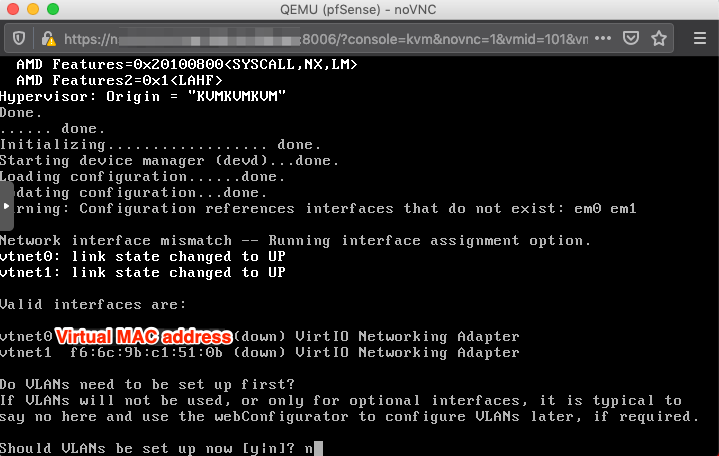 QEMU (pfSense) - noVNC
https://n :8006/?console=kvm&novnc=1&vmid=101&vr
AMD Features=0x20100800<SYSCALL,NX,LM>
AMD Features2=0x1<LAHF>
Hypervisor: Origin = "KVMKVMKVM"
Done.
...... done.
Initializing.................. done.
Starting device manager (devd)...done.
Loading configuration......done.
pdating configuration...done.
rning: Configuration references interfaces that do not exist: em0 em1
Network interface mismatch -- Running interface assignment option.
vtnet0: link state changed to UP
vtnet1: link state changed to UP
Valid interfaces are:
vtnet0 Virtual MAC address (down) VirtIO Networking Adapter
vtnet1 f6:6c:9b:c1:51:0b (down) VirtIO Networking Adapter
Do VLANs need to be set up first?
If VLANs will not be used, or only for optional interfaces, it is typical to
say no here and use the webConfigurator to configure VLANs later, if required.
Should VLANs be set up now [y|n]? n